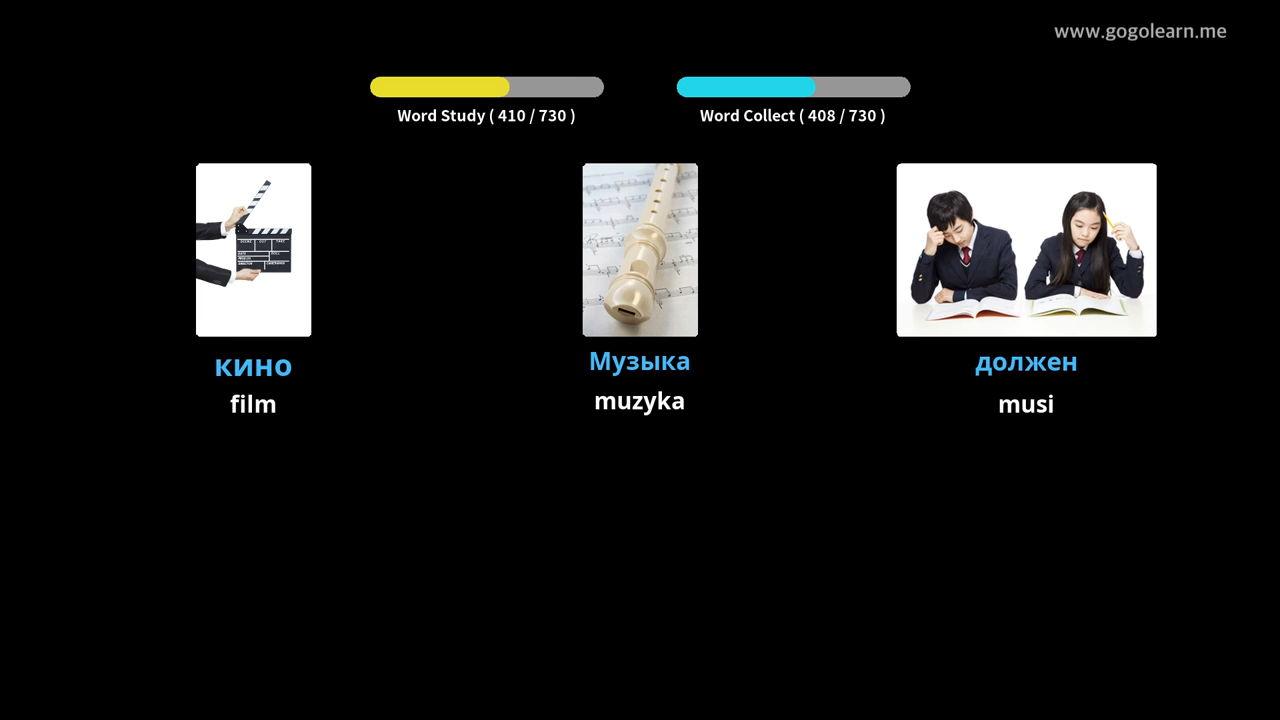 www.gogolearn.me
Word Study ( 410 / 730 )
Word Collect ( 408 / 730 )
кино
film
Музыка
muzyka
должен
musi